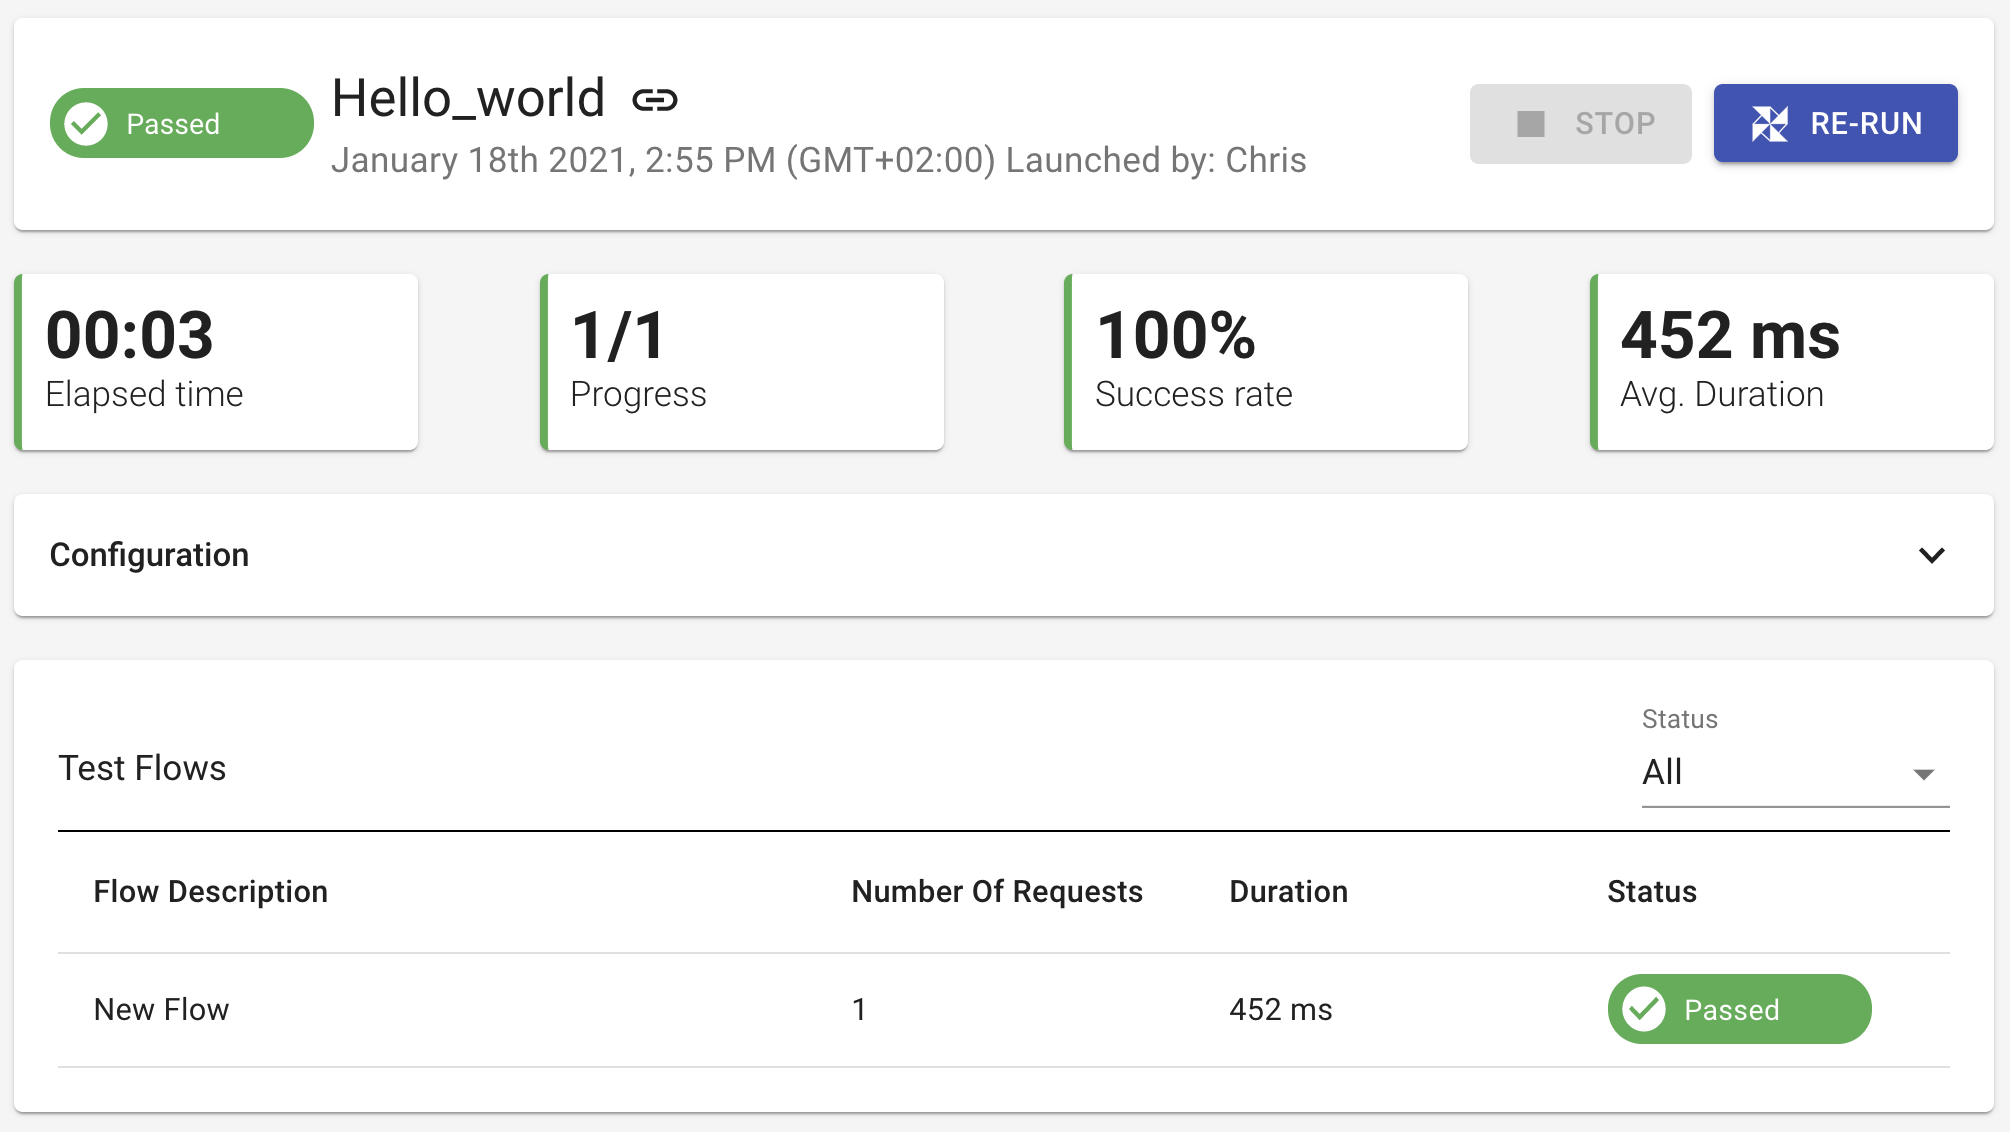 Passed
Hello_world
January 18th 2021, 2:55 PM (GMT+02:00) Launched by: Chris
STOP
RE-RUN
00:03
Elapsed time
1/1
Progress
100%
Success rate
452 ms
Avg. Duration
Configuration
Test Flows
Status
All
Flow Description Number Of Requests Duration Status
New Flow 1 452 ms Passed